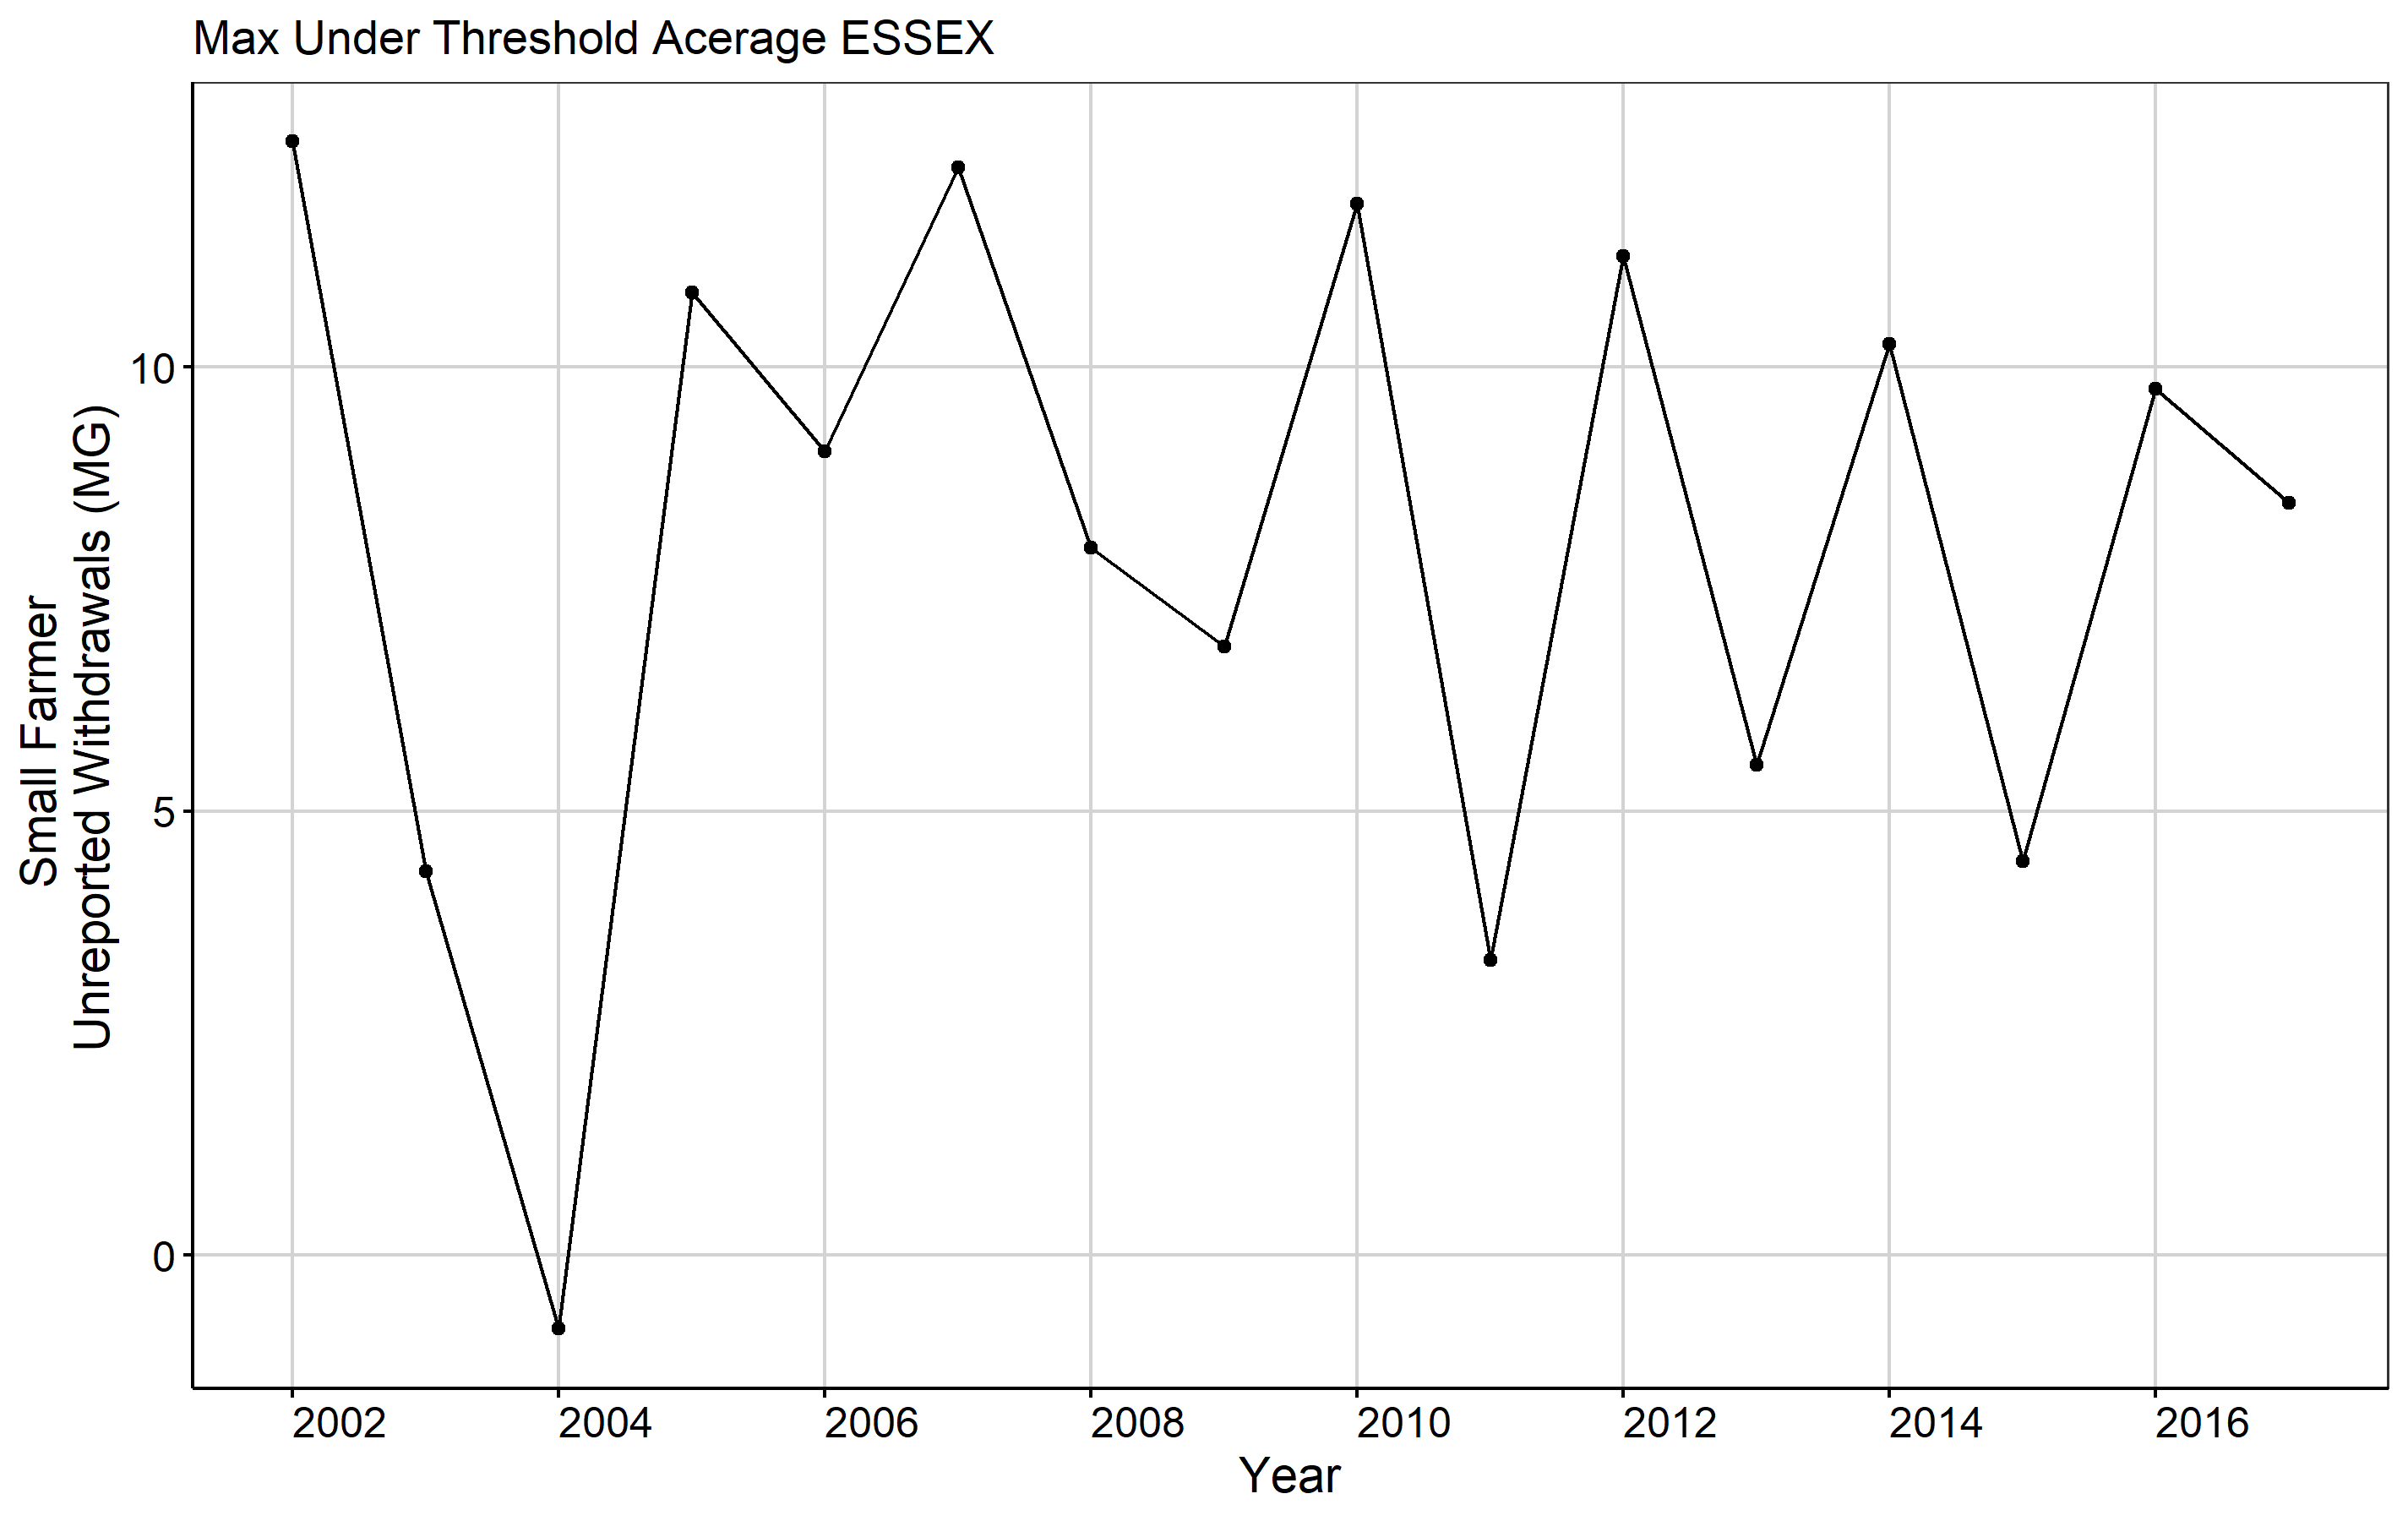 Max Under Threshold Acerage ESSEX
Small Farmer
Unreported Withdrawals (MG)
10
5
0
2002 2004 2006 2008 2010 2012 2014 2016
Year